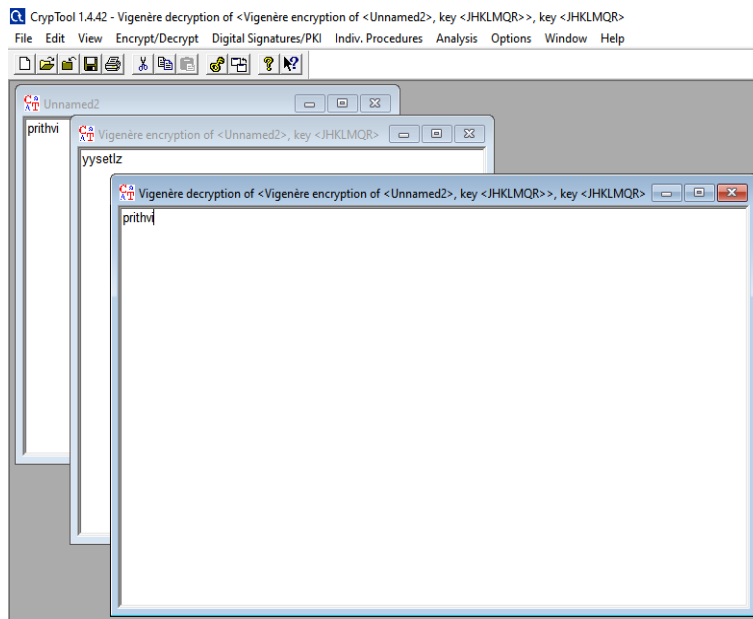 CrypTool 1.4.42 - Vigenère decryption of <Vigenère encryption of <Unnamed2>, key <JHKLMQR>>, key <JHKLMQR>
File Edit View Encrypt/Decrypt Digital Signatures/PKI Indiv. Procedures Analysis Options Window Help
Unnamed2
prithvi
Vigenère encryption of <Unnamed2>, key <JHKLMQR>
yysetlz
Vigenère decryption of <Vigenère encryption of <Unnamed2>, key <JHKLMQR>>, key <JHKLMQR>
prithvi